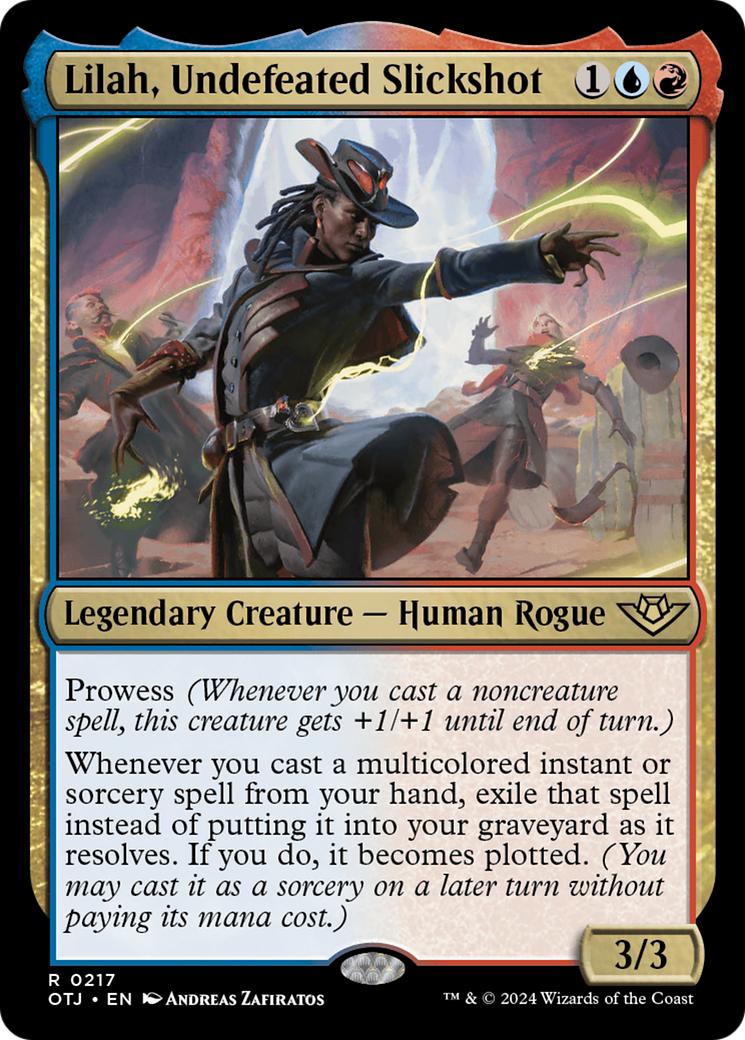 Lilah, Undefeated Slickshot 1
Legendary Creature — Human Rogue
Prowess (Whenever you cast a noncreature
spell, this creature gets +1/+1 until end of turn.)
Whenever you cast a multicolored instant or
sorcery spell from your hand, exile that spell
instead of putting it into your graveyard as it
resolves. If you do, it becomes plotted. (You
may cast it as a sorcery on a later turn without
paying its mana cost.)
3/3
R 0217
OTJ • EN Andreas Zafiratos
™ & © 2024 Wizards of the Coast